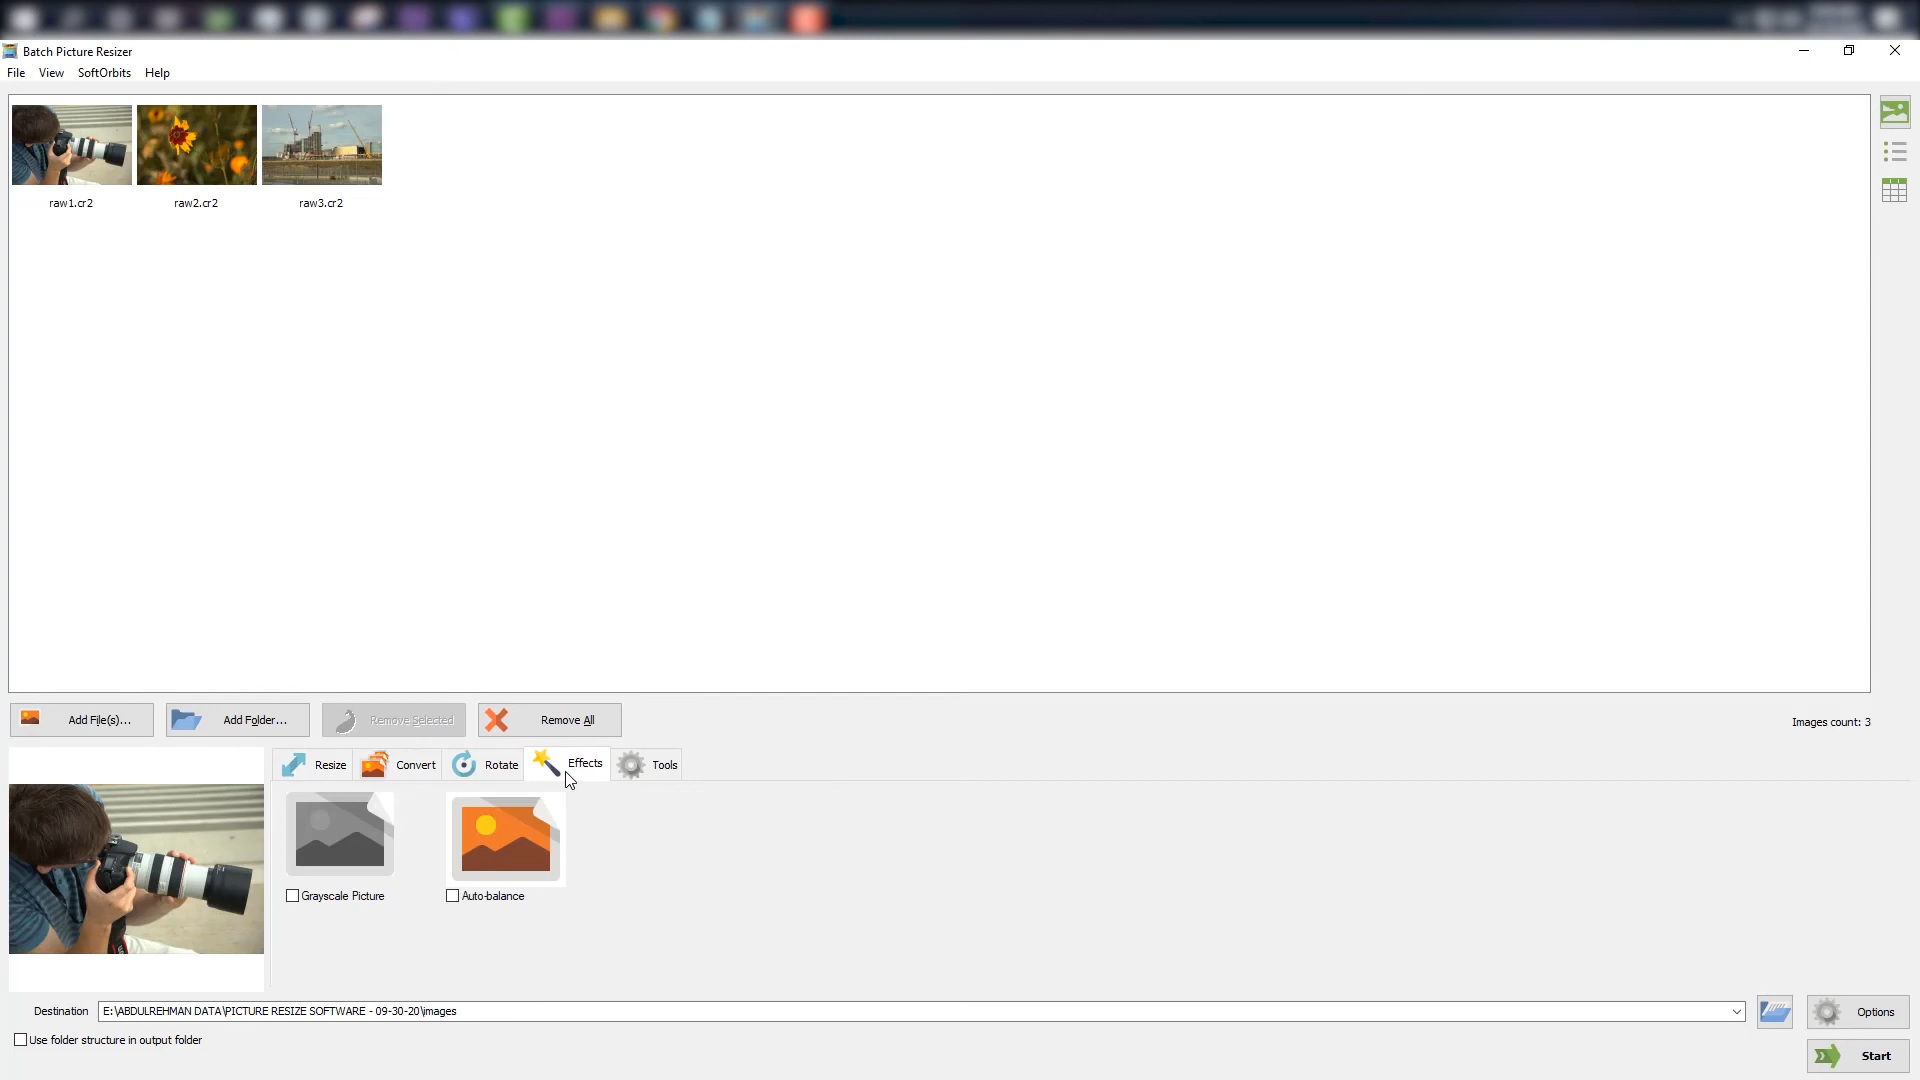 Batch Picture Resizer
File View SoftOrbits Help
raw1.cr2 raw2.cr2 raw3.cr2
Add File(s)... Add Folder... Remove Selected Remove All Images count: 3
Resize Convert Rotate Effects Tools
Grayscale Picture Auto-balance
Destination E:\ABDULREHMAN DATA\PICTURE RESIZE SOFTWARE - 09-30-20\images Options
Use folder structure in output folder
Start